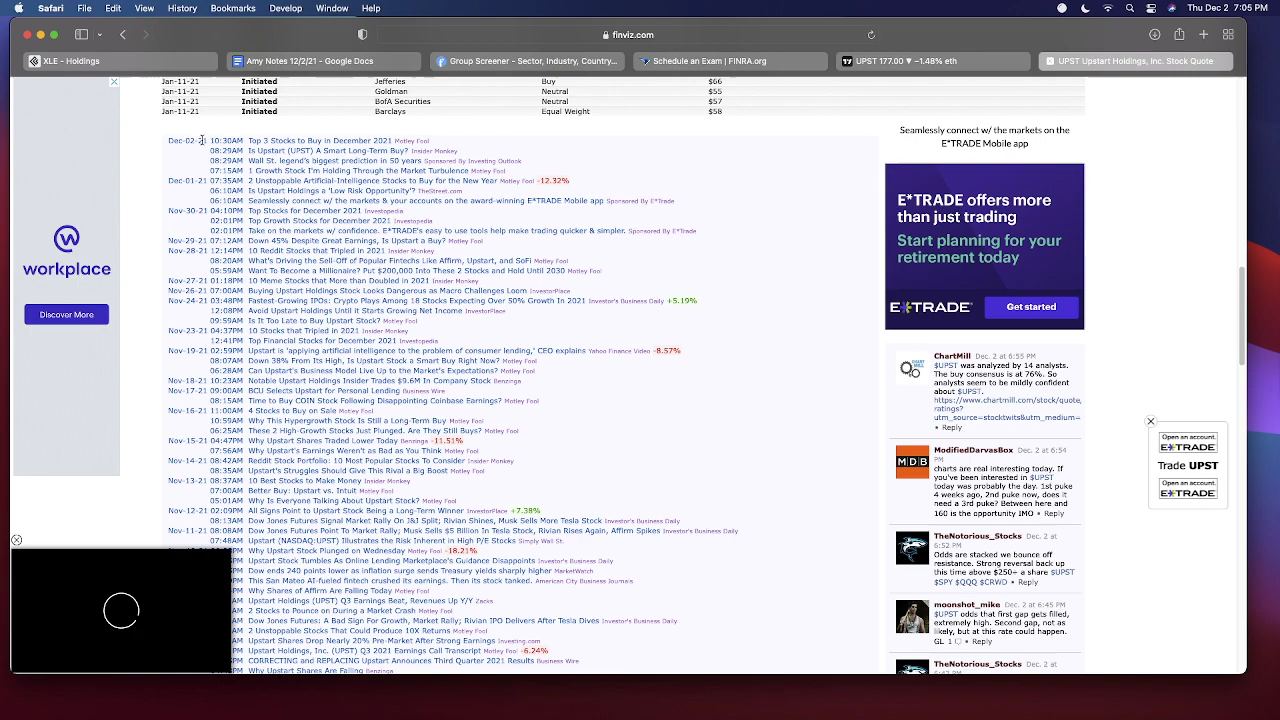 Safari File Edit View History Bookmarks Develop Window Help Thu Dec 2 7:05 PM
finviz.com
XLE - Holdings
Amy Notes 12/2/21 - Google Docs
Group Screener - Sector, Industry, Country...
Schedule an Exam | FINRA.org
UPST 177.00 ▼ −1.48% eth
UPST Upstart Holdings, Inc. Stock Quote
Jan-11-21 Initiated Jefferies Buy $66
Jan-11-21 Initiated Goldman Neutral $55
Jan-11-21 Initiated BofA Securities Neutral $57
Jan-11-21 Initiated Barclays Equal Weight $58
Dec-02-21 10:30AM Top 3 Stocks to Buy in December 2021 Motley Fool
08:29AM Is Upstart (UPST) A Smart Long-Term Buy? Insider Monkey
08:29AM Wall St. legend's biggest prediction in 50 years Sponsored By Investing Outlook
07:15AM 1 Growth Stock I'm Holding Through the Market Turbulence Motley Fool
Dec-01-21 07:35AM 2 Unstoppable Artificial-Intelligence Stocks to Buy for the New Year Motley Fool -12.32%
06:10AM Is Upstart Holdings a 'Low Risk Opportunity'? TheStreet.com
06:10AM Seamlessly connect w/ the markets & your accounts on the award-winning E*TRADE Mobile app Sponsored By E*Trade
Nov-30-21 04:10PM Top Stocks for December 2021 Investopedia
02:01PM Top Growth Stocks for December 2021 Investopedia
02:01PM Take on the markets w/ confidence. E*TRADE's easy to use tools help make trading quicker & simpler. Sponsored By E*Trade
Nov-29-21 07:12AM Down 45% Despite Great Earnings, Is Upstart a Buy? Motley Fool
Nov-28-21 12:14PM 10 Reddit Stocks that Tripled in 2021 Insider Monkey
08:20AM What's Driving the Sell-Off of Popular Fintechs Like Affirm, Upstart, and SoFi Motley Fool
05:59AM Want To Become a Millionaire? Put $200,000 Into These 2 Stocks and Hold Until 2030 Motley Fool
Nov-27-21 01:18PM 10 Meme Stocks that More than Doubled in 2021 Insider Monkey
Nov-26-21 07:00AM Buying Upstart Holdings Stock Looks Dangerous as Macro Challenges Loom InvestorPlace
Nov-24-21 03:48PM Fastest-Growing IPOs: Crypto Plays Among 18 Stocks Expecting Over 50% Growth In 2021 Investor's Business Daily +5.19%
12:08PM Avoid Upstart Holdings Until it Starts Growing Net Income InvestorPlace
09:59AM Is It Too Late to Buy Upstart Stock? Motley Fool
Nov-23-21 04:37PM 10 Stocks that Tripled in 2021 Insider Monkey
12:41PM Top Financial Stocks for December 2021 Investopedia
Nov-19-21 02:59PM Upstart is 'applying artificial intelligence to the problem of consumer lending,' CEO explains Yahoo Finance Video -8.57%
08:07AM Down 38% From Its High, Is Upstart Stock a Smart Buy Right Now? Motley Fool
06:28AM Can Upstart's Business Model Live Up to the Market's Expectations? Motley Fool
Nov-18-21 10:23AM Notable Upstart Holdings Insider Trades $9.6M In Company Stock Benzinga
Nov-17-21 09:00AM BCU Selects Upstart for Personal Lending Business Wire
08:15AM Time to Buy COIN Stock Following Disappointing Coinbase Earnings? Motley Fool
Nov-16-21 11:00AM 4 Stocks to Buy on Sale Motley Fool
10:59AM Why This Hypergrowth Stock Is Still a Long-Term Buy Motley Fool
06:25AM These 2 High-Growth Stocks Just Plunged. Are They Still Buys? Motley Fool
Nov-15-21 04:47PM Why Upstart Shares Traded Lower Today Benzinga -11.51%
07:56AM Why Upstart's Earnings Weren't as Bad as You Think Motley Fool
Nov-14-21 08:42AM Reddit Stock Portfolio: 10 Most Popular Stocks To Consider Insider Monkey
08:35AM Upstart's Struggles Should Give This Rival a Big Boost Motley Fool
Nov-13-21 08:37AM 10 Best Stocks to Make Money Insider Monkey
07:00AM Better Buy: Upstart vs. Intuit Motley Fool
05:01AM Why Is Everyone Talking About Upstart Stock? Motley Fool
Nov-12-21 02:09PM All Signs Point to Upstart Stock Being a Long-Term Winner InvestorPlace +7.38%
08:13AM Dow Jones Futures Signal Market Rally On J&J Split; Rivian Shines, Musk Sells More Tesla Stock Investor's Business Daily
Nov-11-21 08:08AM Dow Jones Futures Point To Market Rally; Musk Sells $5 Billion In Tesla Stock, Rivian Rises Again, Affirm Spikes Investor's Business Daily
07:48AM Upstart (NASDAQ:UPST) Illustrates the Risk Inherent in High P/E Stocks Simply Wall St.
Why Upstart Stock Plunged on Wednesday Motley Fool -18.21%
Upstart Stock Tumbles As Online Lending Marketplace's Guidance Disappoints Investor's Business Daily
Dow ends 240 points lower as inflation surge sends Treasury yields sharply higher MarketWatch
This San Mateo AI-fueled fintech crushed its earnings. Then its stock tanked. American City Business Journals
Why Shares of Affirm Are Falling Today Motley Fool
Upstart Holdings (UPST) Q3 Earnings Beat, Revenues Up Y/Y Zacks
2 Stocks to Pounce on During a Market Crash Motley Fool
Dow Jones Futures: A Bad Sign For Growth, Market Rally; Rivian IPO Delivers After Tesla Dives Investor's Business Daily
2 Unstoppable Stocks That Could Produce 10X Returns Motley Fool
Upstart Shares Drop Nearly 20% Pre-Market After Strong Earnings Investing.com
Upstart Holdings, Inc. (UPST) Q3 2021 Earnings Call Transcript Motley Fool -6.24%
CORRECTING and REPLACING Upstart Announces Third Quarter 2021 Results Business Wire
Why Upstart Shares Are Falling Benzinga
workplace
Discover More
Seamlessly connect w/ the markets on the
E*TRADE Mobile app
E*TRADE offers more
than just trading
Start planning for your
retirement today
E*TRADE Get started
ChartMill Dec. 2 at 6:55 PM
$UPST was analyzed by 14 analysts.
The buy consensus is at 76%. So
analysts seem to be mildly confident
about $UPST.
https://www.chartmill.com/stock/quote,
ratings?
utm_source=stocktwits&utm_medium=
• Reply
MDB
ModifiedDarvasBox Dec. 2 at 6:54
PM
charts are real interesting today. If
you've been interested in $UPST
today was probably the day. 1st puke
4 weeks ago, 2nd puke now, does it
need a 3rd puke? Between here and
160 is the opportunity IMO • Reply
TheNotorious_Stocks Dec. 2 at
6:52 PM
Odds are stacked we bounce off
resistance. Strong reversal back up
this time above $250+ a share $UPST
$SPY $QQQ $CRWD • Reply
moonshot_mike Dec. 2 at 6:45 PM
$UPST odds that first gap gets filled,
extremely high. Second gap, not as
likely, but at this rate could happen.
GL 1 • Reply
TheNotorious_Stocks Dec. 2 at
Open an account.
E*TRADE
Trade UPST
Open an account.
E*TRADE